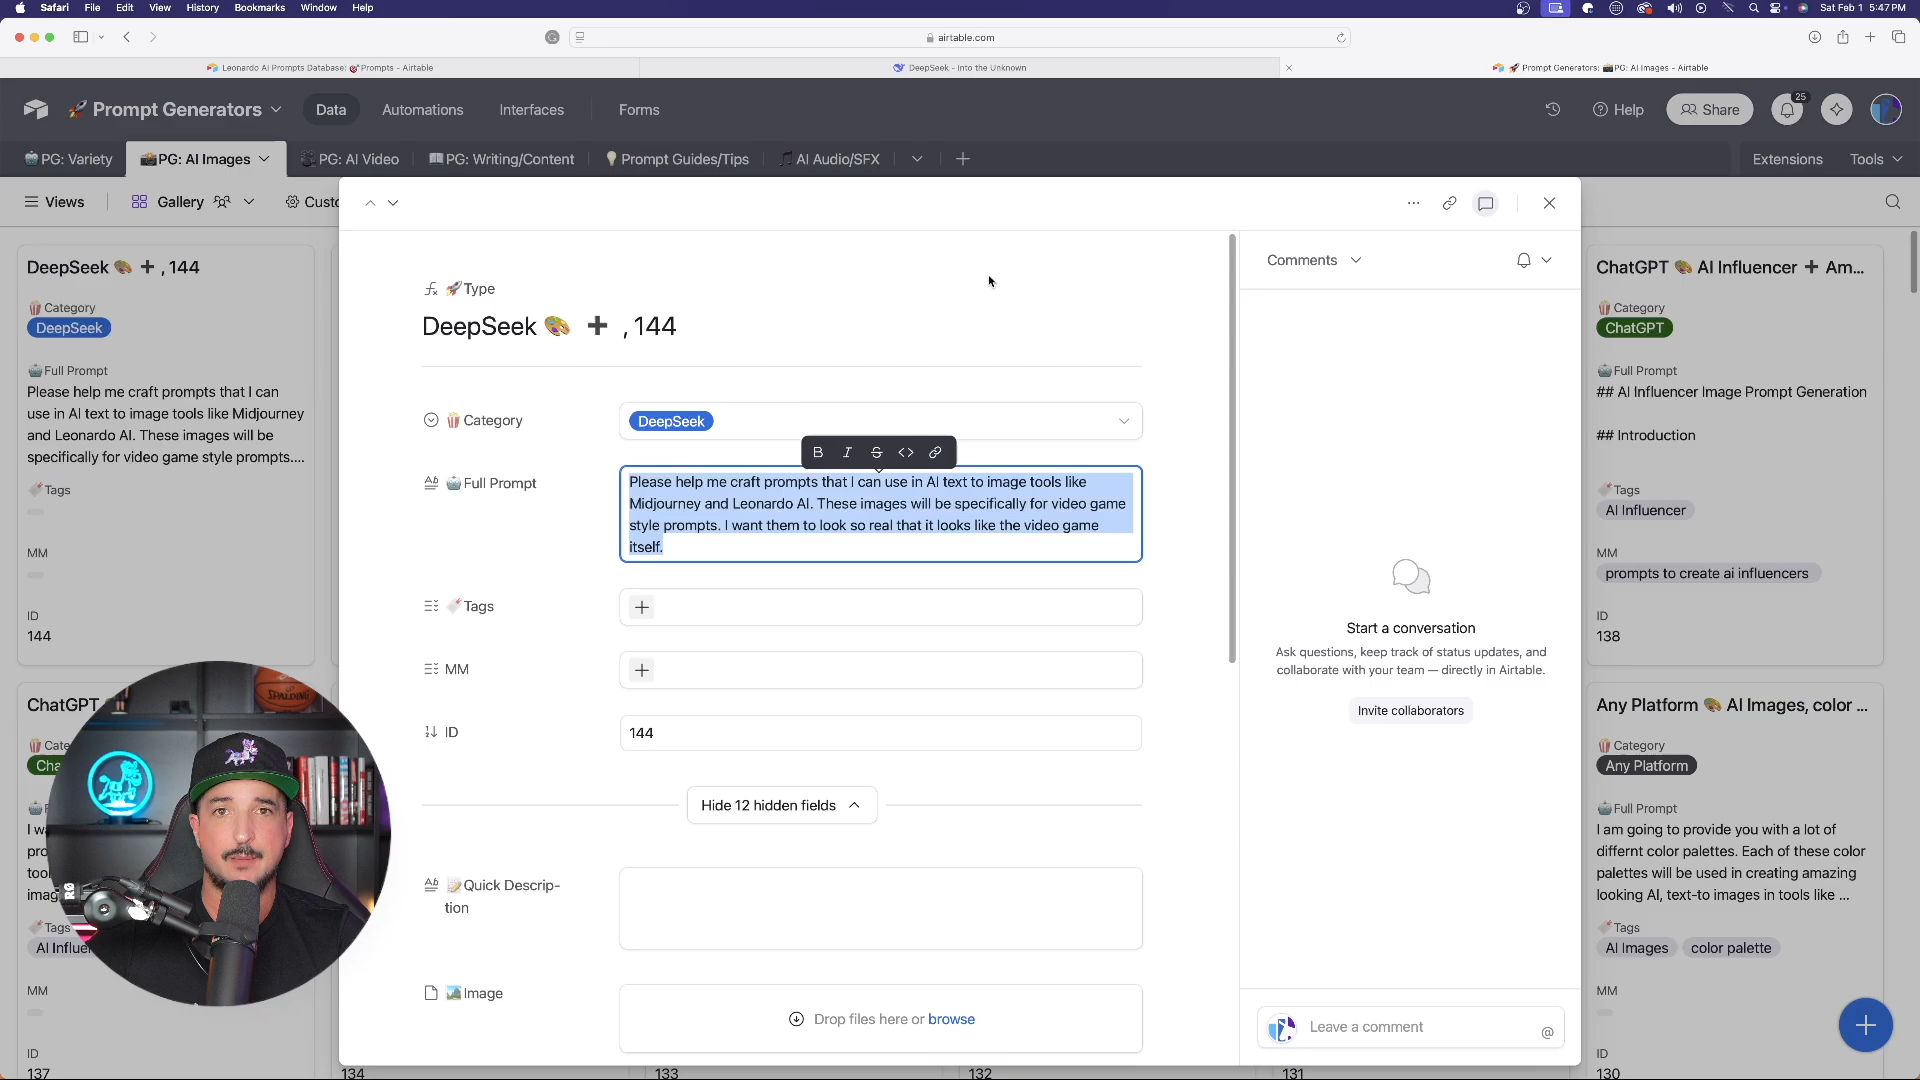 Safari File Edit View History Bookmarks Window Help
Sat Feb 1 5:47 PM
airtable.com
Leonardo AI Prompts Database: Prompts - Airtable
DeepSeek - Into the Unknown
Prompt Generators: PG: AI Images - Airtable
Prompt Generators
Data
Automations
Interfaces
Forms
Help
Share
25
PG: Variety
PG: AI Images
PG: AI Video
PG: Writing/Content
Prompt Guides/Tips
AI Audio/SFX
Extensions
Tools
Views
Gallery
Custo
DeepSeek 🎨 ➕ , 144
Category
DeepSeek
Full Prompt
Please help me craft prompts that I can
use in AI text to image tools like Midjourney
and Leonardo AI. These images will be
specifically for video game style prompts....
Tags
MM
ID
144
ChatGPT
Cate
Cha
I wa
pro
too
imag
Tags
AI Influen
MM
ID
137
SPALDING
Type
DeepSeek 🎨 ➕ , 144
Category
DeepSeek
Full Prompt
Please help me craft prompts that I can use in AI text to image tools like
Midjourney and Leonardo AI. These images will be specifically for video game
style prompts. I want them to look so real that it looks like the video game
itself.
Tags
MM
ID
144
Hide 12 hidden fields
Quick Descrip-
tion
Image
Drop files here or browse
Comments
Start a conversation
Ask questions, keep track of status updates, and
collaborate with your team — directly in Airtable.
Invite collaborators
Leave a comment
@
ChatGPT 🎨 AI Influencer ➕ Am...
Category
ChatGPT
Full Prompt
## AI Influencer Image Prompt Generation
## Introduction
Tags
AI Influencer
MM
prompts to create ai influencers
ID
138
Any Platform 🎨 AI Images, color ...
Category
Any Platform
Full Prompt
I am going to provide you with a lot of
differnt color palettes. Each of these color
palettes will be used in creating amazing
looking AI, text-to images in tools like ...
Tags
AI Images
color palette
MM
ID
130
134
133
132
131